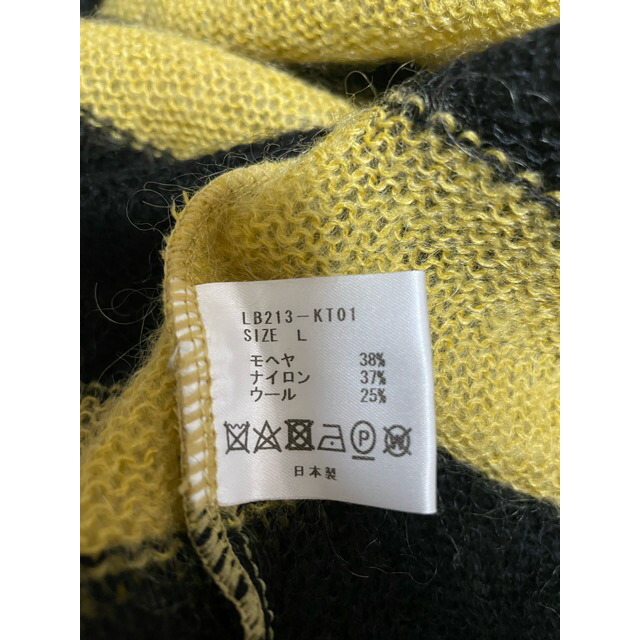 LB213-KT01
SIZE L
モヘヤ 38%
ナイロン 37%
ウール 25%
P W
日本製